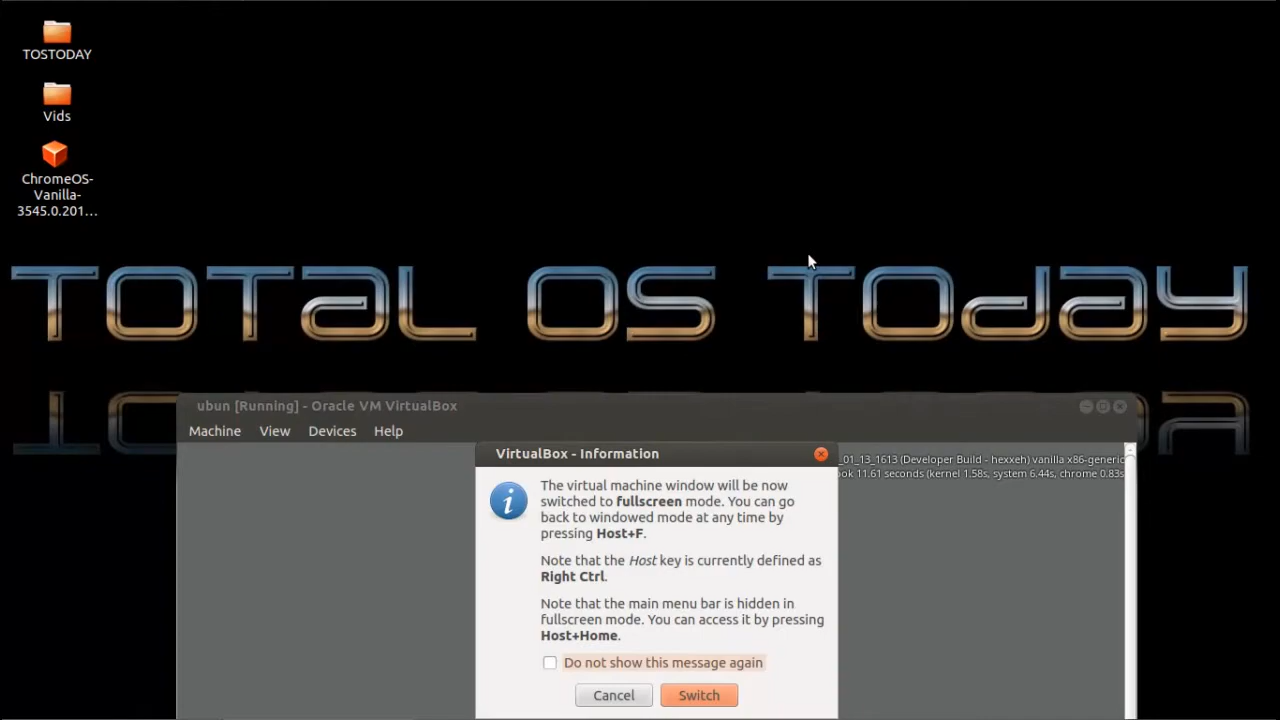 TOSTODAY
Vids
ChromeOS-
Vanilla-
3545.0.201...
TOTAL OS TODAY
ubun [Running] - Oracle VM VirtualBox
Machine View Devices Help
VirtualBox - Information
_01_13_1613 (Developer Build - hexxeh) vanilla x86-generic
ook 11.61 seconds (kernel 1.58s, system 6.44s, chrome 0.83s
The virtual machine window will be now
switched to fullscreen mode. You can go
back to windowed mode at any time by
pressing Host+F.
Note that the Host key is currently defined as
Right Ctrl.
Note that the main menu bar is hidden in
fullscreen mode. You can access it by pressing
Host+Home.
Do not show this message again
Cancel Switch